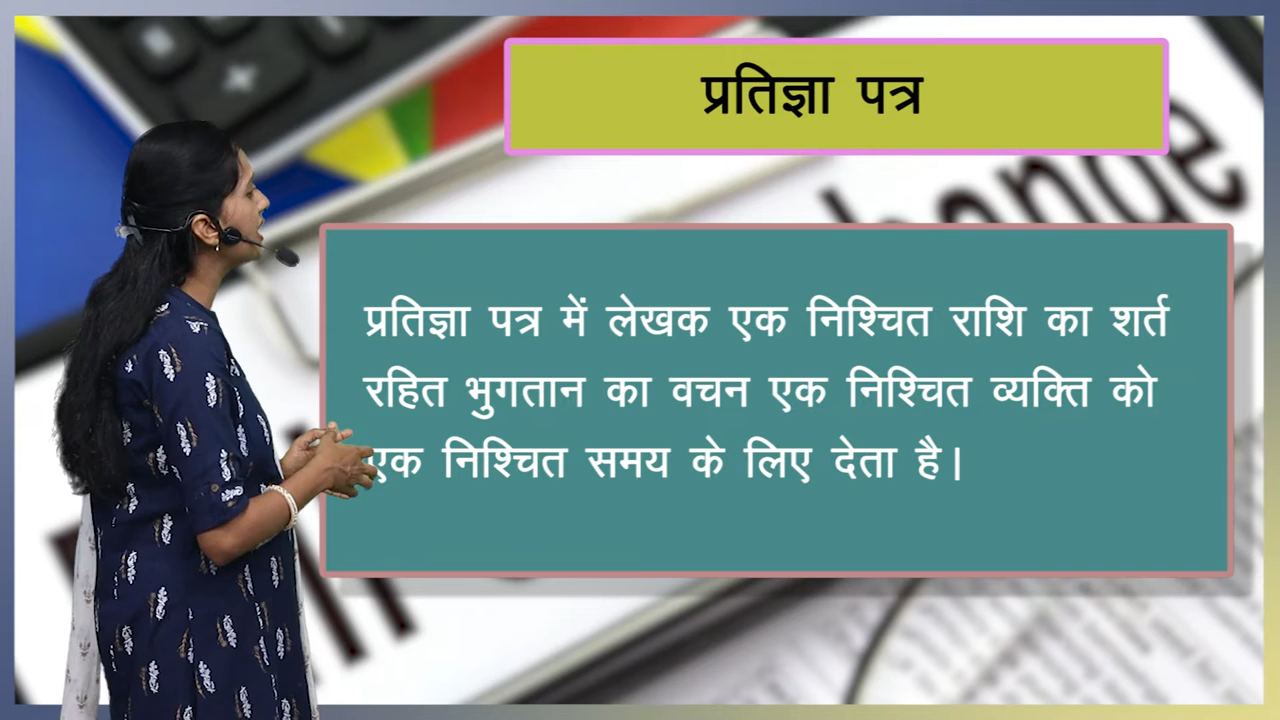 प्रतिज्ञा पत्र
प्रतिज्ञा पत्र में लेखक एक निश्चित राशि का शर्त
रहित भुगतान का वचन एक निश्चित व्यक्ति को
एक निश्चित समय के लिए देता है।